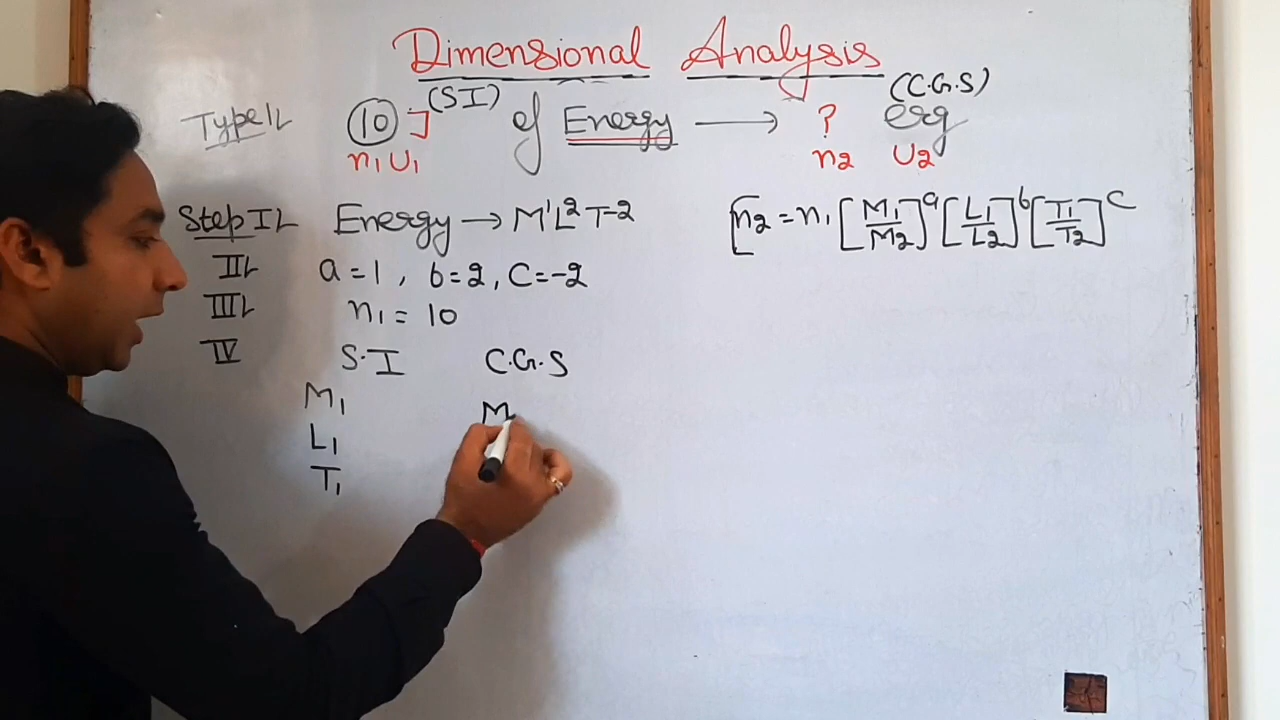 Dimensional Analysis
(SI) (C.G.S)
Type I 10 J of Energy → ? erg
n₁ U₁ n₂ U₂
Step I Energy → M¹L²T-2 n₂ = n₁ [M₁/M₂]ᵃ [L₁/L₂]ᵇ [T₁/T₂]ᶜ
II a = 1 , b = 2 , C = -2
III n₁ = 10
IV S.I C.G.S
M₁ M
L₁
T₁